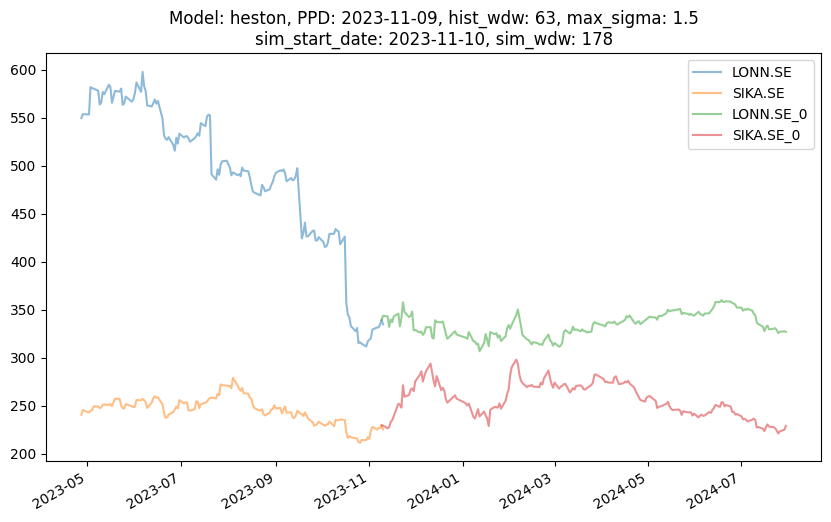 Model: heston, PPD: 2023-11-09, hist_wdw: 63, max_sigma: 1.5
sim_start_date: 2023-11-10, sim_wdw: 178
LONN.SE
SIKA.SE
LONN.SE_0
SIKA.SE_0
600
550
500
450
400
350
300
250
200
2023-05
2023-07
2023-09
2023-11
2024-01
2024-03
2024-05
2024-07